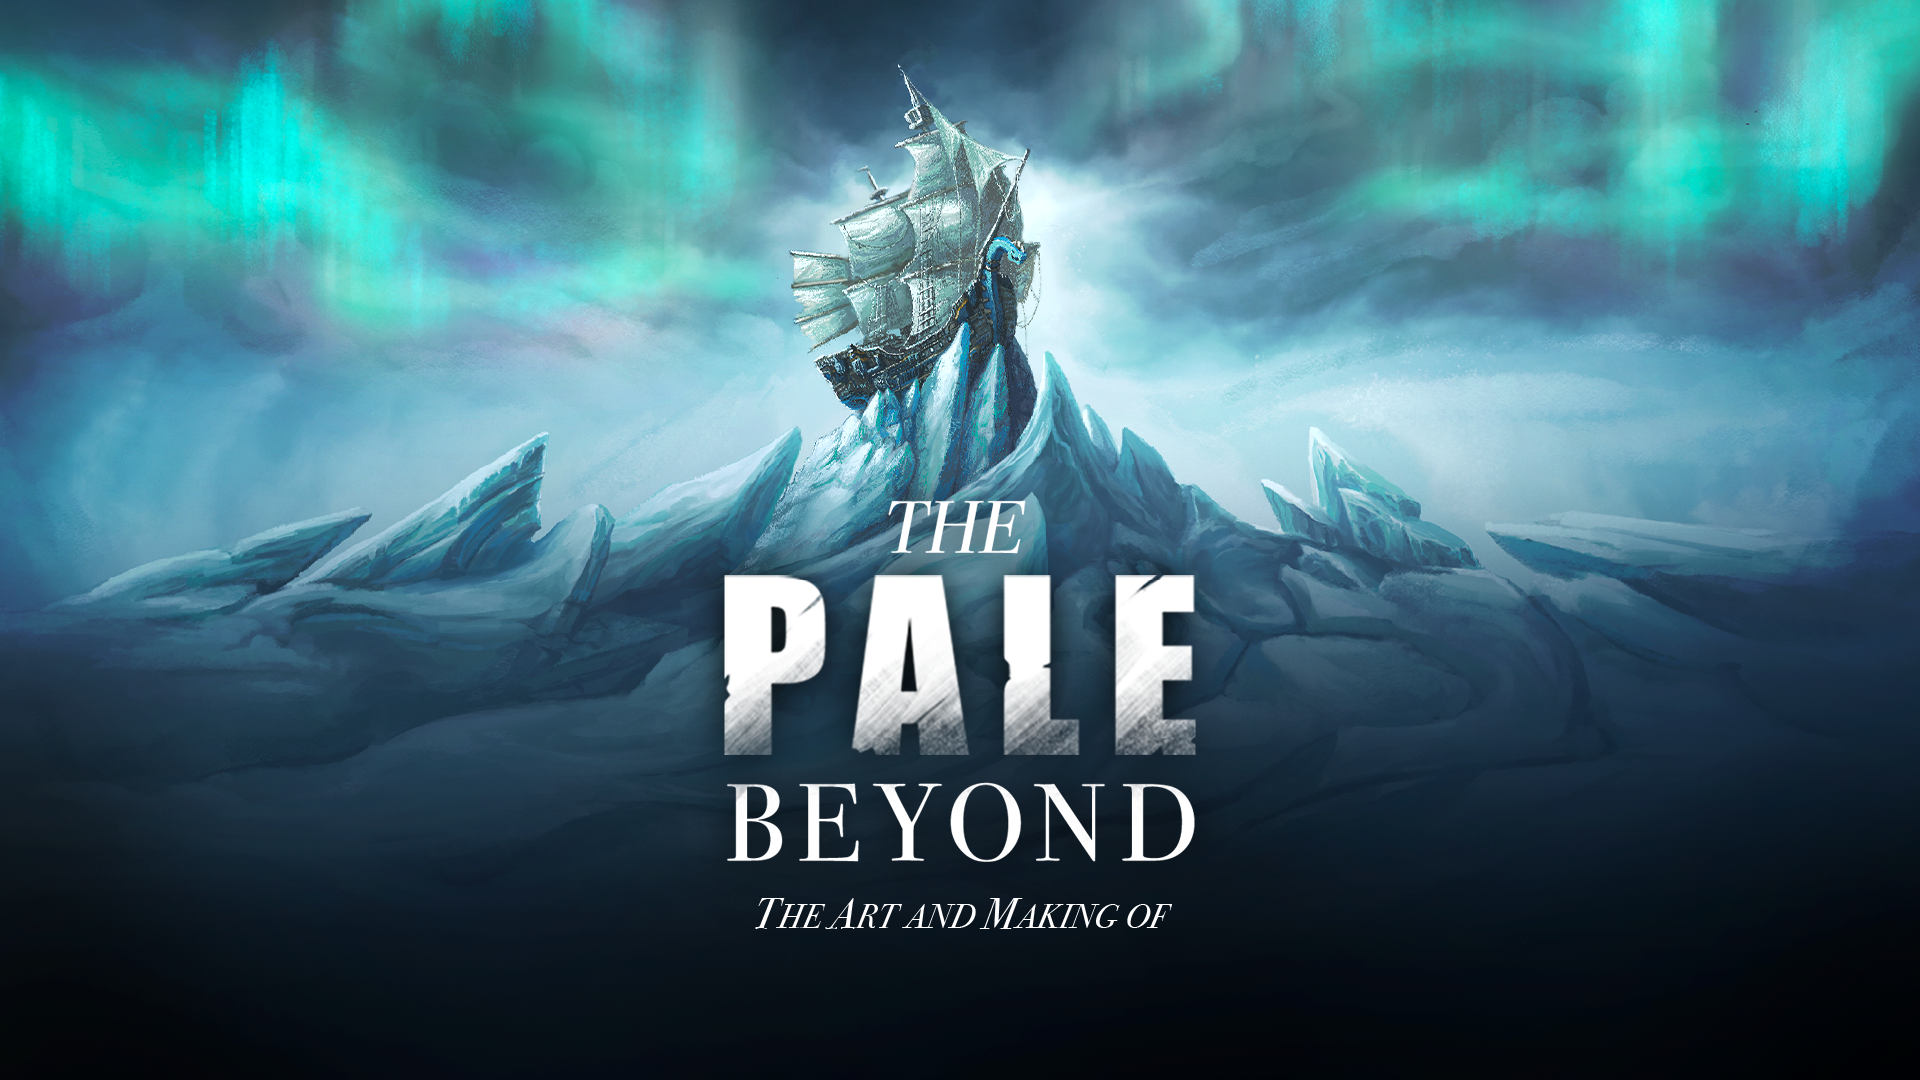 THE
PALE
BEYOND
THE ART AND MAKING OF